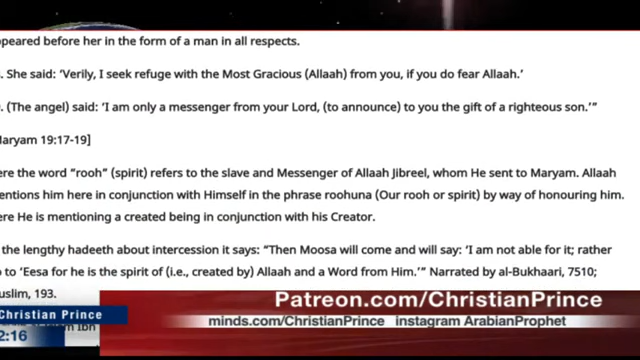 ppeared before her in the form of a man in all respects.
. She said: ‘Verily, I seek refuge with the Most Gracious (Allaah) from you, if you do fear Allaah.’
. (The angel) said: ‘I am only a messenger from your Lord, (to announce) to you the gift of a righteous son.’”
aryam 19:17-19]
ere the word “rooh” (spirit) refers to the slave and Messenger of Allaah Jibreel, whom He sent to Maryam. Allaah
entions him here in conjunction with Himself in the phrase roohuna (Our rooh or spirit) by way of honouring him.
ere He is mentioning a created being in conjunction with his Creator.
the lengthy hadeeth about intercession it says: “Then Moosa will come and will say: ‘I am not able for it; rather
o to ‘Eesa for he is the spirit of (i.e., created by) Allaah and a Word from Him.’” Narrated by al-Bukhaari, 7510;
uslim, 193.
Patreon.com/ChristianPrince
Christian Prince
minds.com/ChristianPrince instagram ArabianProphet
2:16